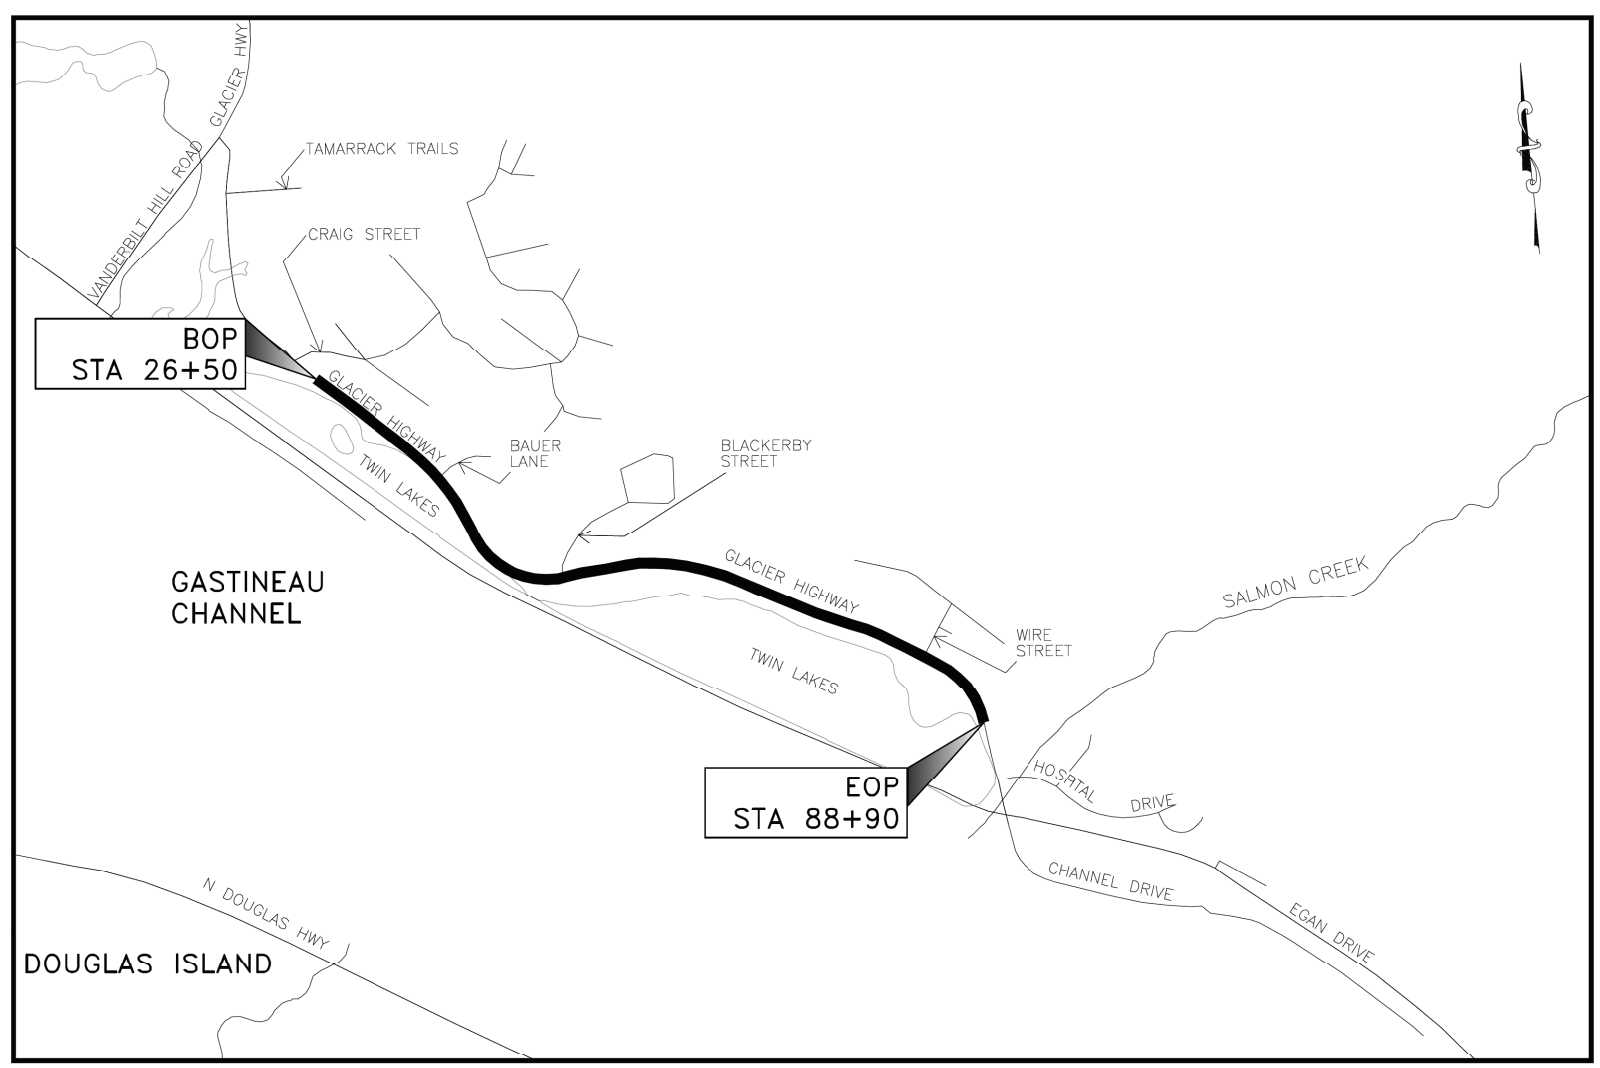 GLACIER HWY
VANDERBILT HILL ROAD
TAMARRACK TRAILS
CRAIG STREET
BOP
STA 26+50
GLACIER HIGHWAY
TWIN LAKES
BAUER
LANE
BLACKERBY
STREET
GASTINEAU
CHANNEL
GLACIER HIGHWAY
TWIN LAKES
WIRE
STREET
SALMON CREEK
EOP
STA 88+90
HOSPITAL DRIVE
CHANNEL DRIVE
EGAN DRIVE
N DOUGLAS HWY
DOUGLAS ISLAND